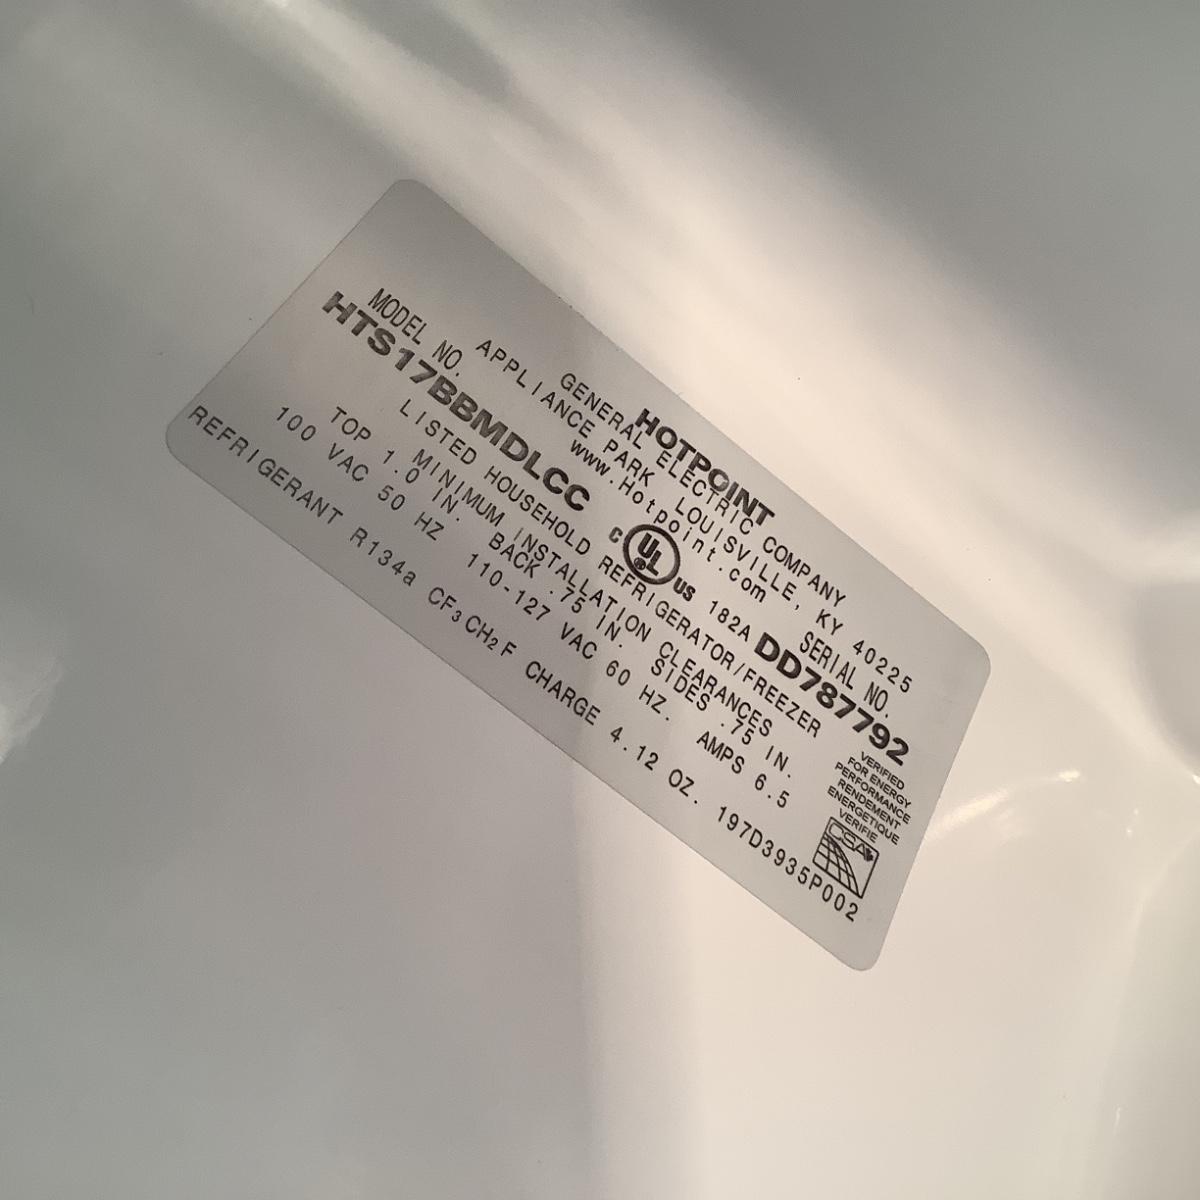 HOTPOINT
GENERAL ELECTRIC COMPANY
APPLIANCE PARK LOUISVILLE, KY 40225
www.Hotpoint.com
MODEL NO. SERIAL NO.
HTS17BBMDLCC C UL ® US 182A DD787792
LISTED HOUSEHOLD REFRIGERATOR/FREEZER
MINIMUM INSTALLATION CLEARANCES
TOP 1.0 IN. BACK .75 IN. SIDES .75 IN.
100 VAC 50 HZ 110-127 VAC 60 HZ. AMPS 6.5
REFRIGERANT R134a CF₃CH₂F CHARGE 4.12 OZ. 197D3935P002
VERIFIED
FOR ENERGY
PERFORMANCE
RENDEMENT
ENERGETIQUE
VERIFIE
CSA